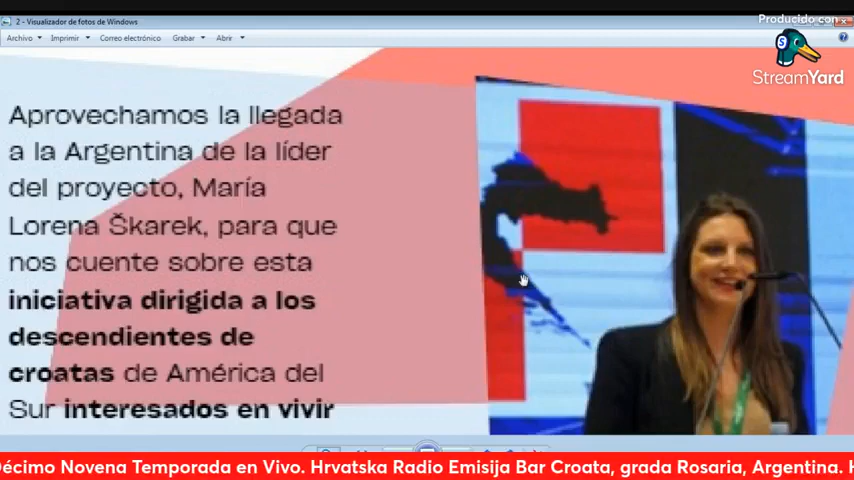 2 - Visualizador de fotos de Windows
Archivo Imprimir Correo electrónico Grabar Abrir
Producido con
StreamYard
Aprovechamos la llegada
a la Argentina de la líder
del proyecto, María
Lorena Škarek, para que
nos cuente sobre esta
iniciativa dirigida a los
descendientes de
croatas de América del
Sur interesados en vivir
Décimo Novena Temporada en Vivo. Hrvatska Radio Emisija Bar Croata, grada Rosaria, Argentina. H